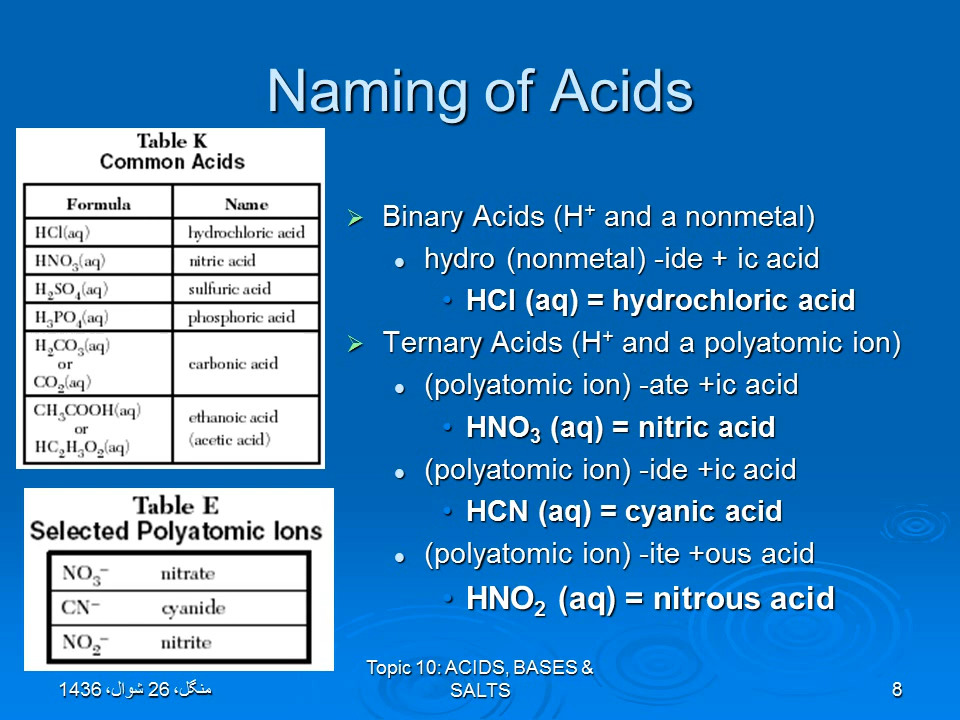 Naming of Acids
Table K
Common Acids
Formula Name
HCl(aq) hydrochloric acid
HNO₃(aq) nitric acid
H₂SO₄(aq) sulfuric acid
H₃PO₄(aq) phosphoric acid
H₂CO₃(aq)
or
CO₂(aq)
carbonic acid
CH₃COOH(aq)
or
HC₂H₃O₂(aq)
ethanoic acid
(acetic acid)
Table E
Selected Polyatomic Ions
NO₃⁻ nitrate
CN⁻ cyanide
NO₂⁻ nitrite
➢ Binary Acids (H⁺ and a nonmetal)
● hydro (nonmetal) -ide + ic acid
• HCl (aq) = hydrochloric acid
➢ Ternary Acids (H⁺ and a polyatomic ion)
● (polyatomic ion) -ate +ic acid
• HNO₃ (aq) = nitric acid
● (polyatomic ion) -ide +ic acid
• HCN (aq) = cyanic acid
● (polyatomic ion) -ite +ous acid
• HNO₂ (aq) = nitrous acid
منگل، 26 شوال، 1436
Topic 10: ACIDS, BASES &
SALTS
8